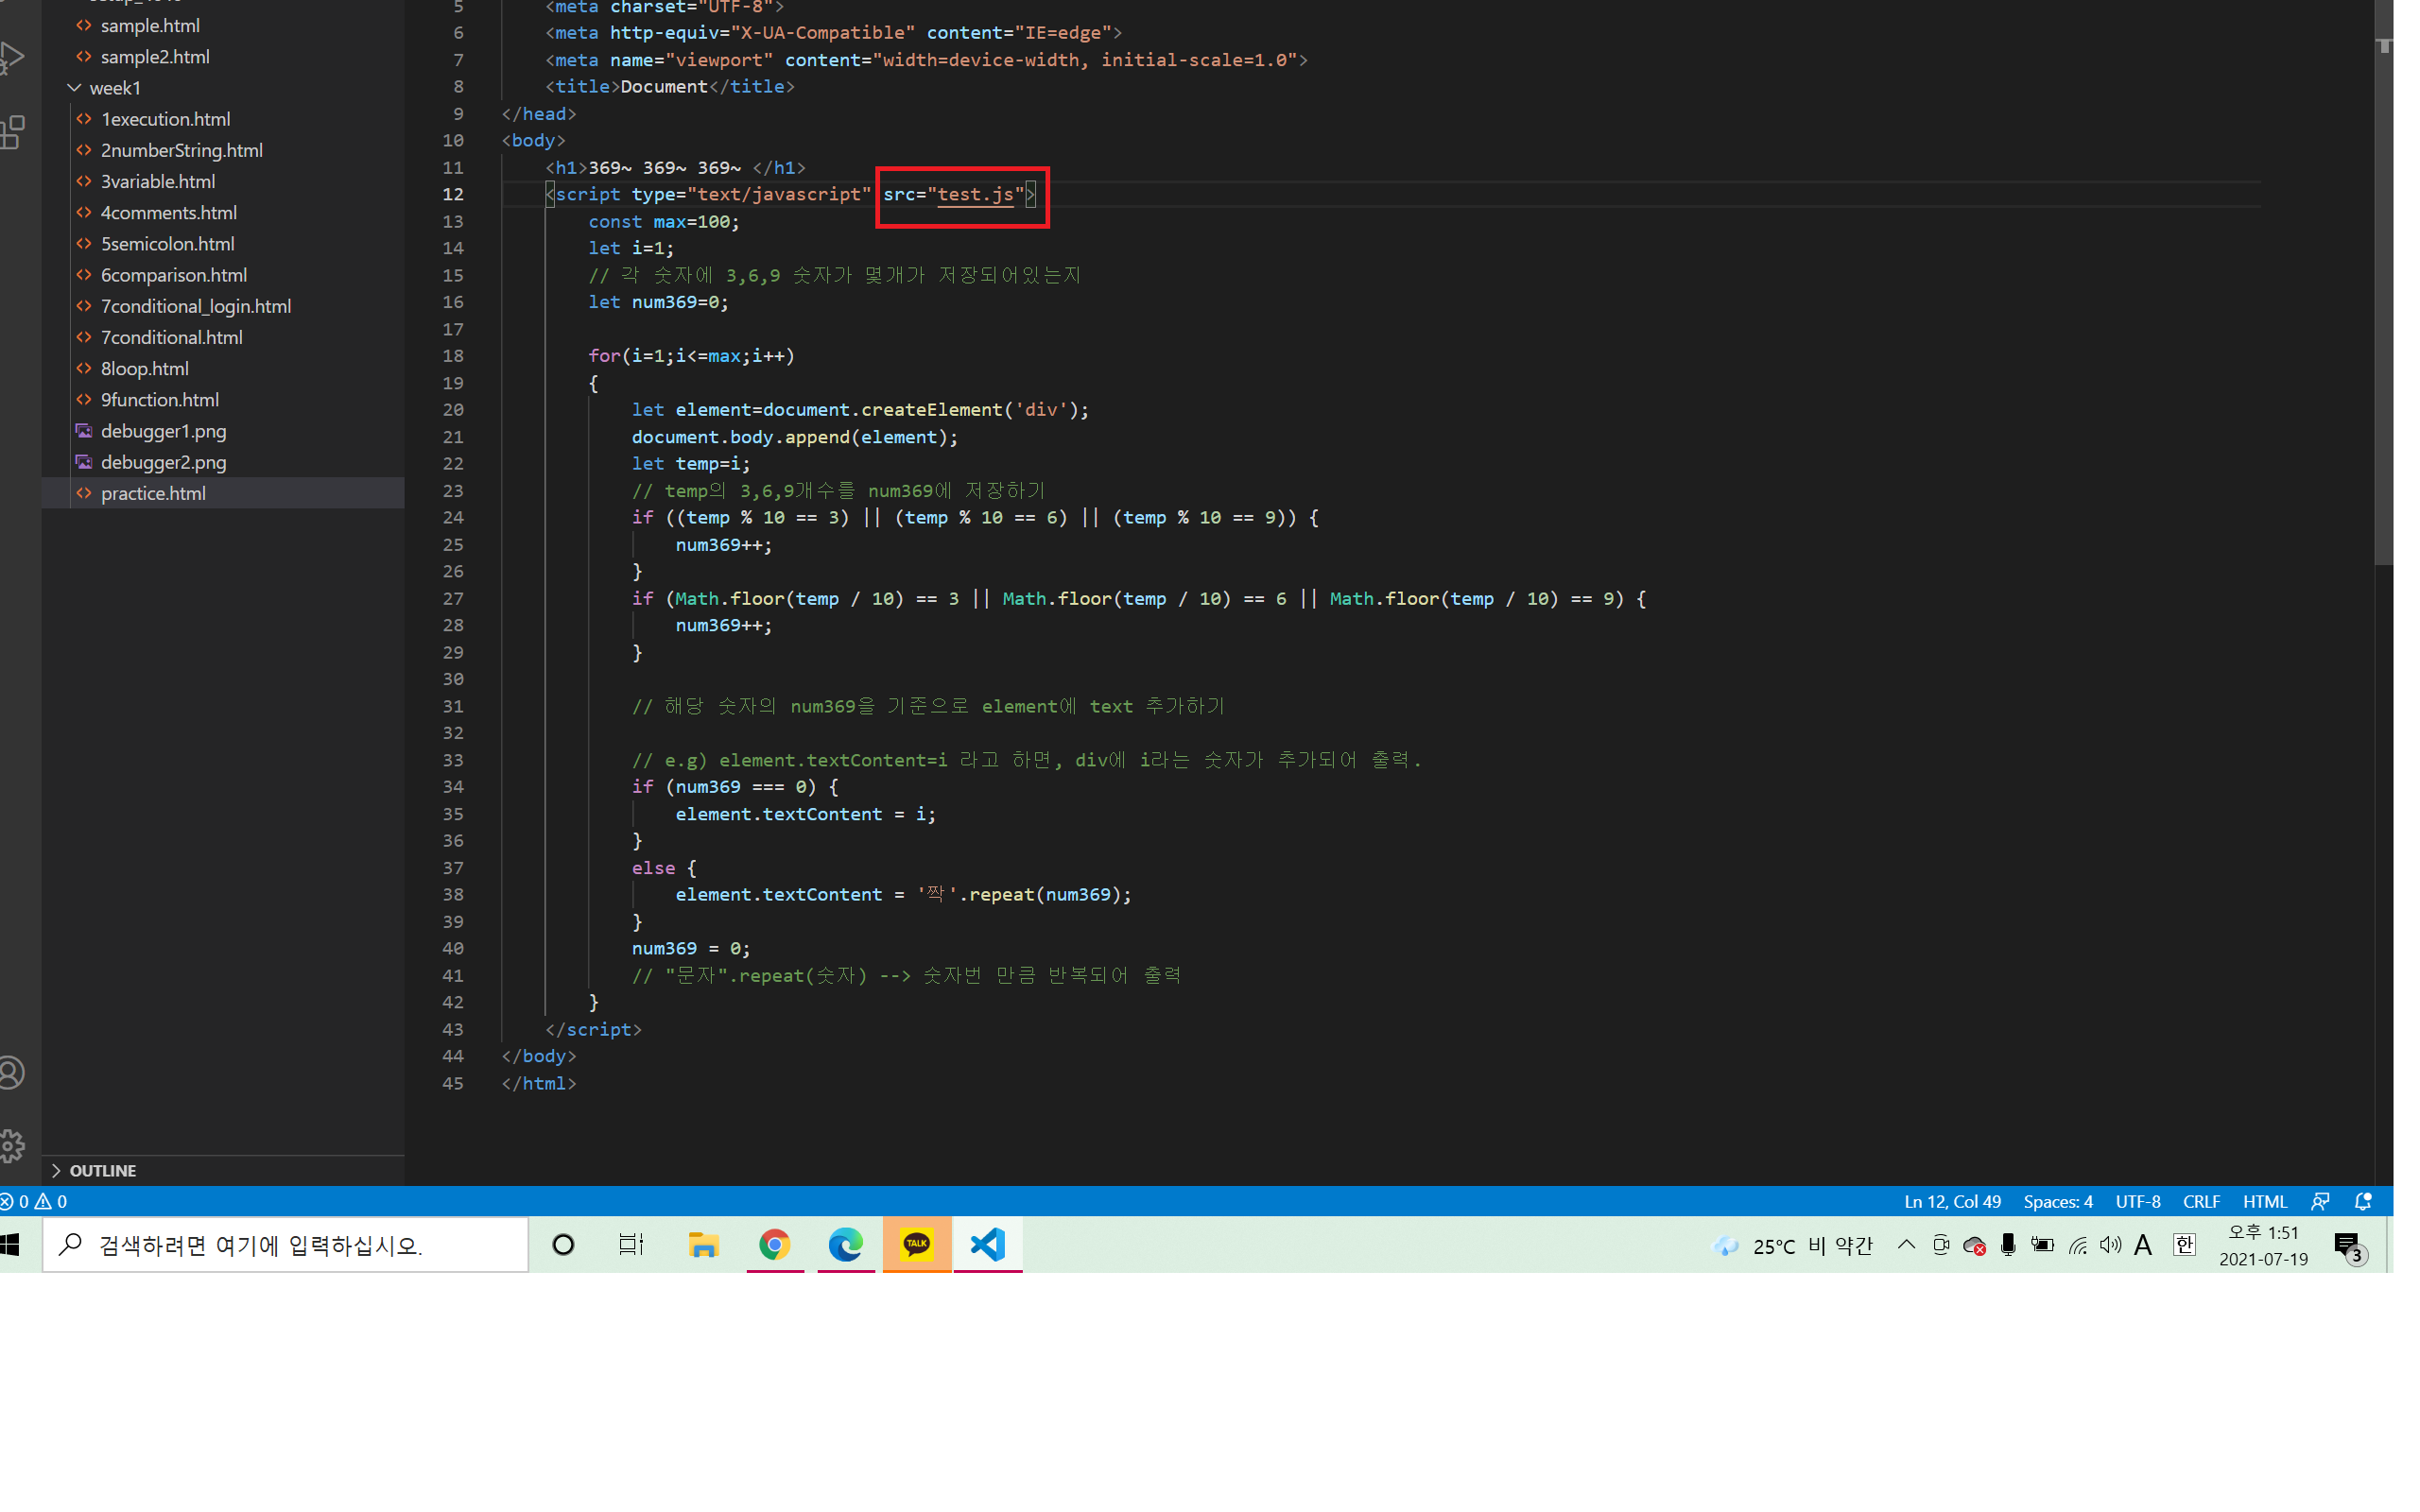 sample.html
sample2.html
week1
1execution.html
2numberString.html
3variable.html
4comments.html
5semicolon.html
6comparison.html
7conditional_login.html
7conditional.html
8loop.html
9function.html
debugger1.png
debugger2.png
practice.html
OUTLINE
5 <meta charset="UTF-8">
6 <meta http-equiv="X-UA-Compatible" content="IE=edge">
7 <meta name="viewport" content="width=device-width, initial-scale=1.0">
8 <title>Document</title>
9 </head>
10 <body>
11 <h1>369~ 369~ 369~ </h1>
12 <script type="text/javascript" src="test.js">
13 const max=100;
14 let i=1;
15 // 각 숫자에 3,6,9 숫자가 몇개가 저장되어있는지
16 let num369=0;
17
18 for(i=1;i<=max;i++)
19 {
20 let element=document.createElement('div');
21 document.body.append(element);
22 let temp=i;
23 // temp의 3,6,9개수를 num369에 저장하기
24 if ((temp % 10 == 3) || (temp % 10 == 6) || (temp % 10 == 9)) {
25 num369++;
26 }
27 if (Math.floor(temp / 10) == 3 || Math.floor(temp / 10) == 6 || Math.floor(temp / 10) == 9) {
28 num369++;
29 }
30
31 // 해당 숫자의 num369을 기준으로 element에 text 추가하기
32
33 // e.g) element.textContent=i 라고 하면, div에 i라는 숫자가 추가되어 출력.
34 if (num369 === 0) {
35 element.textContent = i;
36 }
37 else {
38 element.textContent = '짝'.repeat(num369);
39 }
40 num369 = 0;
41 // "문자".repeat(숫자) --> 숫자번 만큼 반복되어 출력
42 }
43 </script>
44 </body>
45 </html>
0 0
Ln 12, Col 49 Spaces: 4 UTF-8 CRLF HTML
검색하려면 여기에 입력하십시오.
TALK
25°C 비 약간
A
한
오후 1:51
2021-07-19
3